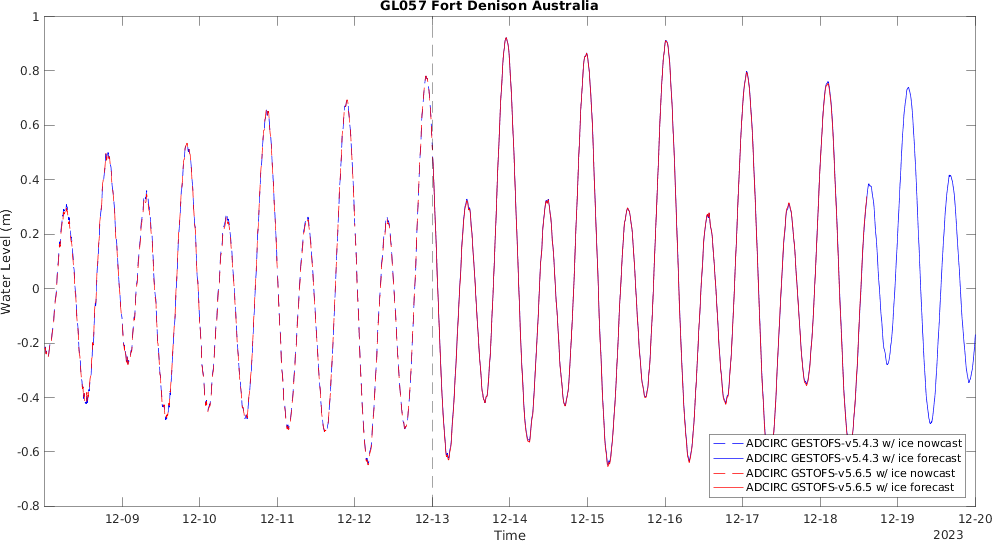 GL057 Fort Denison Australia
1
0.8
0.6
0.4
0.2
0
-0.2
-0.4
-0.6
-0.8
Water Level (m)
ADCIRC GESTOFS-v5.4.3 w/ ice nowcast
ADCIRC GESTOFS-v5.4.3 w/ ice forecast
ADCIRC GSTOFS-v5.6.5 w/ ice nowcast
ADCIRC GSTOFS-v5.6.5 w/ ice forecast
12-09 12-10 12-11 12-12 12-13 12-14 12-15 12-16 12-17 12-18 12-19 12-20
Time
2023